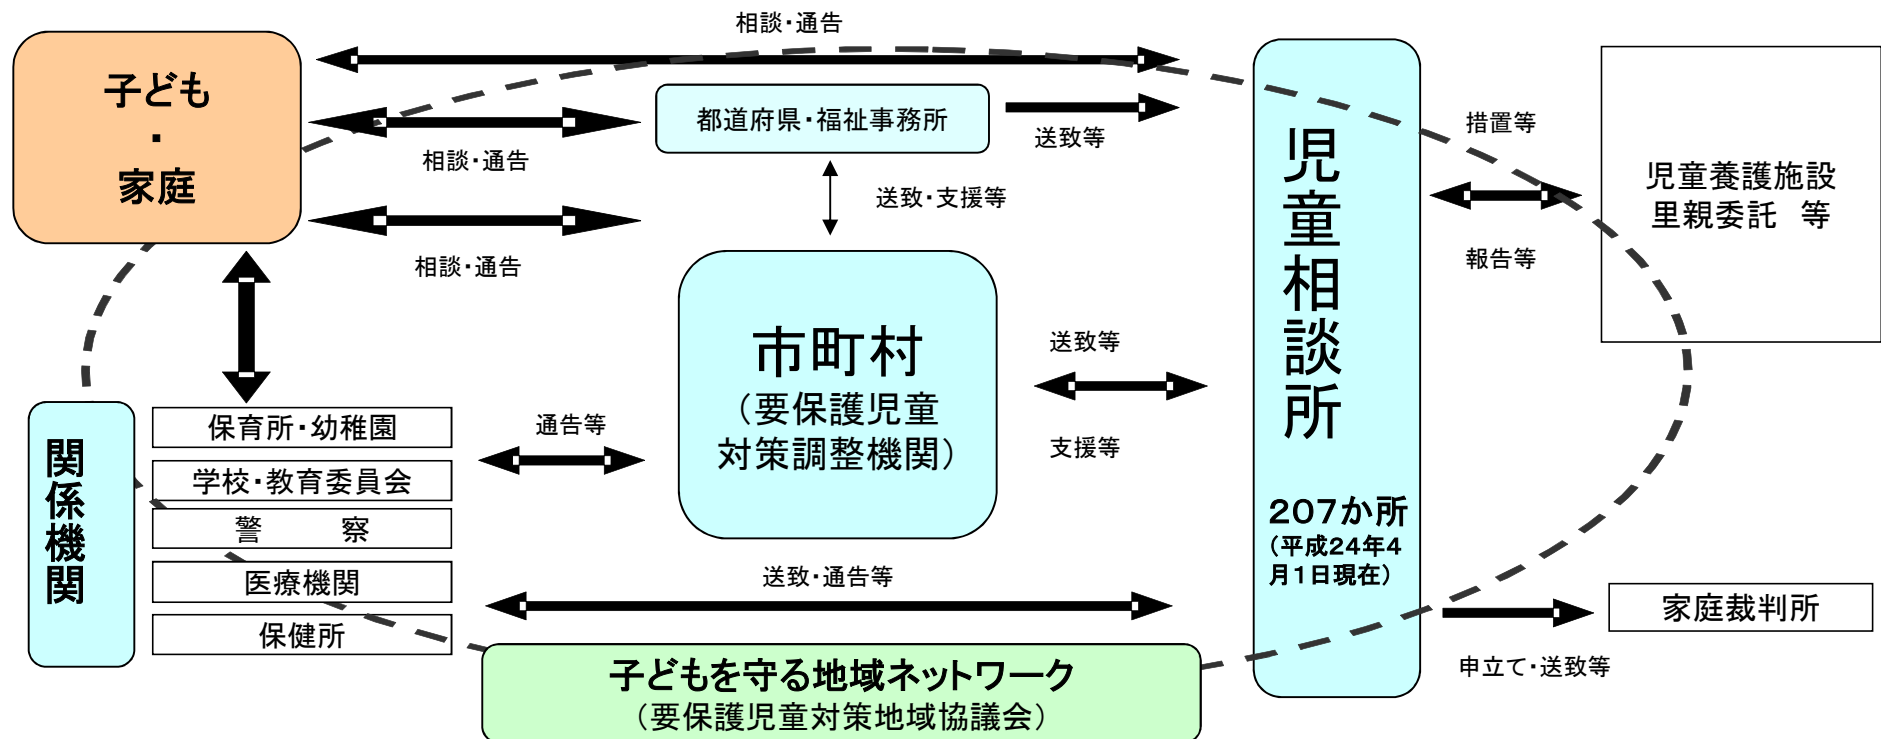 相談・通告
子ども
・
家庭
都道府県・福祉事務所
送致等
相談・通告
送致・支援等
相談・通告
児童相談所
207か所
（平成24年4
月1日現在）
措置等
児童養護施設
里親委託　等
報告等
市町村
（要保護児童
対策調整機関）
送致等
支援等
関係機関
保育所・幼稚園
学校・教育委員会
警　　察
医療機関
保健所
通告等
送致・通告等
家庭裁判所
申立て・送致等
子どもを守る地域ネットワーク
（要保護児童対策地域協議会）